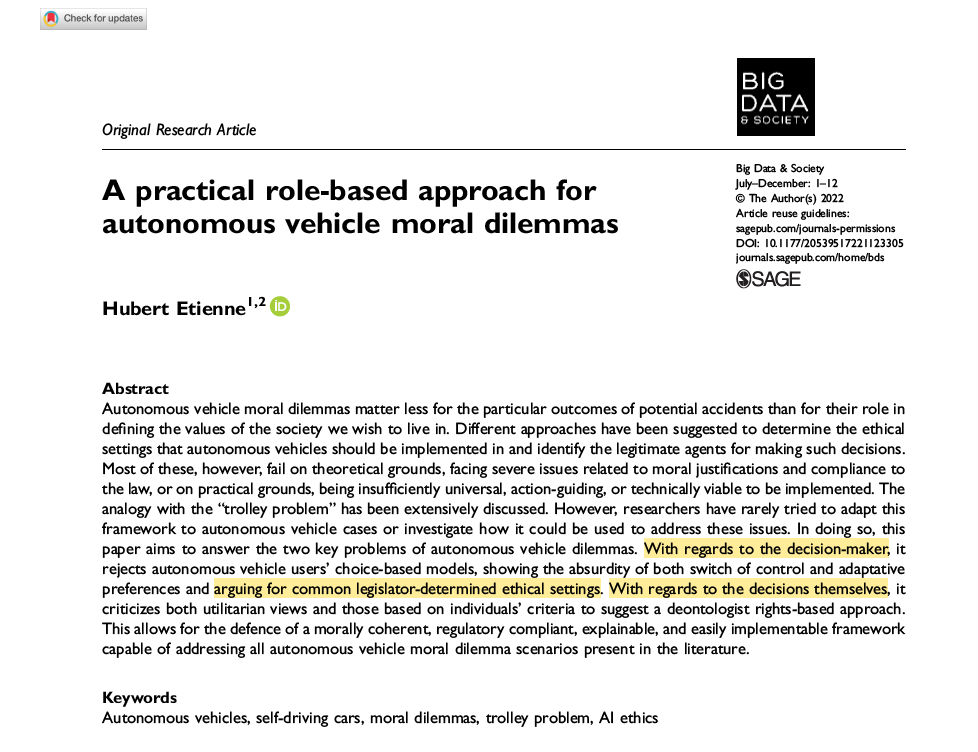 Check for updates
BIG
DATA
& SOCIETY
Original Research Article
A practical role-based approach for
autonomous vehicle moral dilemmas
Big Data & Society
July–December: 1–12
© The Author(s) 2022
Article reuse guidelines:
sagepub.com/journals-permissions
DOI: 10.1177/20539517221123305
journals.sagepub.com/home/bds
SAGE
Hubert Etienne1,2 iD
Abstract
Autonomous vehicle moral dilemmas matter less for the particular outcomes of potential accidents than for their role in
defining the values of the society we wish to live in. Different approaches have been suggested to determine the ethical
settings that autonomous vehicles should be implemented in and identify the legitimate agents for making such decisions.
Most of these, however, fail on theoretical grounds, facing severe issues related to moral justifications and compliance to
the law, or on practical grounds, being insufficiently universal, action-guiding, or technically viable to be implemented. The
analogy with the “trolley problem” has been extensively discussed. However, researchers have rarely tried to adapt this
framework to autonomous vehicle cases or investigate how it could be used to address these issues. In doing so, this
paper aims to answer the two key problems of autonomous vehicle dilemmas. With regards to the decision-maker, it
rejects autonomous vehicle users’ choice-based models, showing the absurdity of both switch of control and adaptative
preferences and arguing for common legislator-determined ethical settings. With regards to the decisions themselves, it
criticizes both utilitarian views and those based on individuals’ criteria to suggest a deontologist rights-based approach.
This allows for the defence of a morally coherent, regulatory compliant, explainable, and easily implementable framework
capable of addressing all autonomous vehicle moral dilemma scenarios present in the literature.
Keywords
Autonomous vehicles, self-driving cars, moral dilemmas, trolley problem, AI ethics